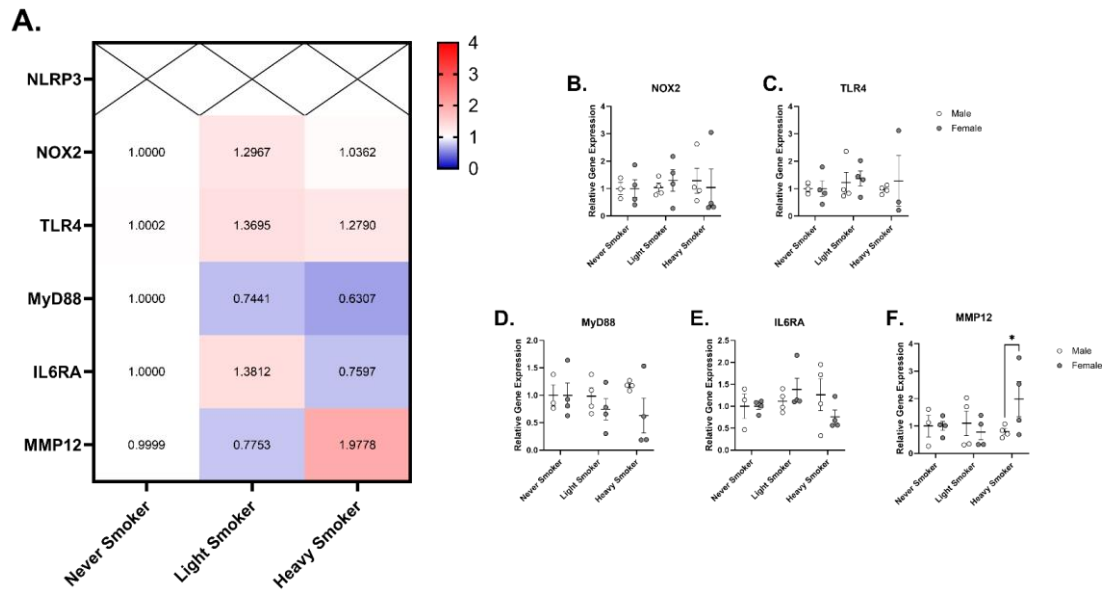 A.
NLRP3
NOX2 1.0000 1.2967 1.0362
TLR4 1.0002 1.3695 1.2790
MyD88 1.0000 0.7441 0.6307
IL6RA 1.0000 1.3812 0.7597
MMP12 0.9999 0.7753 1.9778
Never Smoker Light Smoker Heavy Smoker
4
3
2
1
0
B.
NOX2
Relative Gene Expression
4
3
2
1
0
Never Smoker Light Smoker Heavy Smoker
C.
TLR4
Relative Gene Expression
4
3
2
1
0
Never Smoker Light Smoker Heavy Smoker
Male
Female
D.
MyD88
Relative Gene Expression
2.0
1.5
1.0
0.5
0.0
Never Smoker Light Smoker Heavy Smoker
E.
IL6RA
Relative Gene Expression
2.5
2.0
1.5
1.0
0.5
0.0
Never Smoker Light Smoker Heavy Smoker
F.
MMP12
Relative Gene Expression
4
3
2
1
0
*
Never Smoker Light Smoker Heavy Smoker
Male
Female